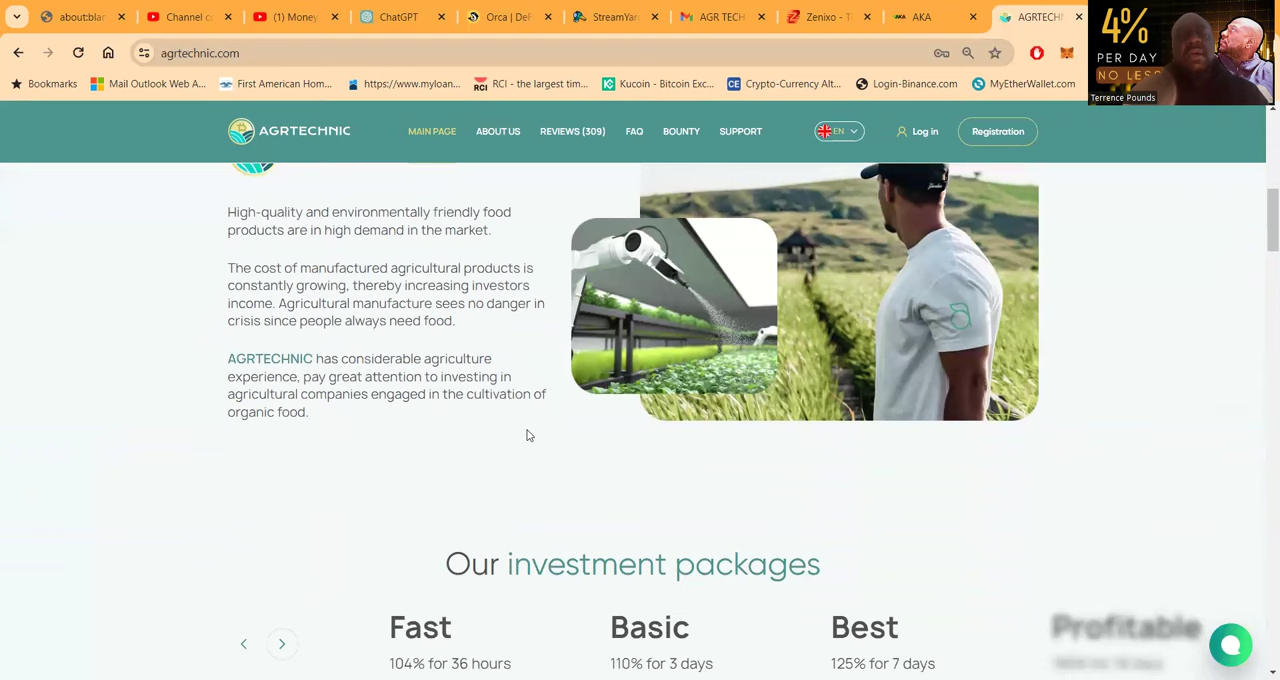 about:blar
Channel c
(1) Money
ChatGPT
Orca | DeF
StreamYar
AGR TECH
Zenixo - T
AKA
AGRTECH
agrtechnic.com
Bookmarks
Mail Outlook Web A...
First American Hom...
https://www.myloan...
RCI - the largest tim...
Kucoin - Bitcoin Exc...
Crypto-Currency Alt...
Login-Binance.com
MyEtherWallet.com
4%
PER DAY
NO LESS
Terrence Pounds
AGRTECHNIC
MAIN PAGE
ABOUT US
REVIEWS (309)
FAQ
BOUNTY
SUPPORT
EN
Log in
Registration
High-quality and environmentally friendly food
products are in high demand in the market.
The cost of manufactured agricultural products is
constantly growing, thereby increasing investors
income. Agricultural manufacture sees no danger in
crisis since people always need food.
AGRTECHNIC has considerable agriculture
experience, pay great attention to investing in
agricultural companies engaged in the cultivation of
organic food.
Our investment packages
Fast
104% for 36 hours
Basic
110% for 3 days
Best
125% for 7 days
Profitable